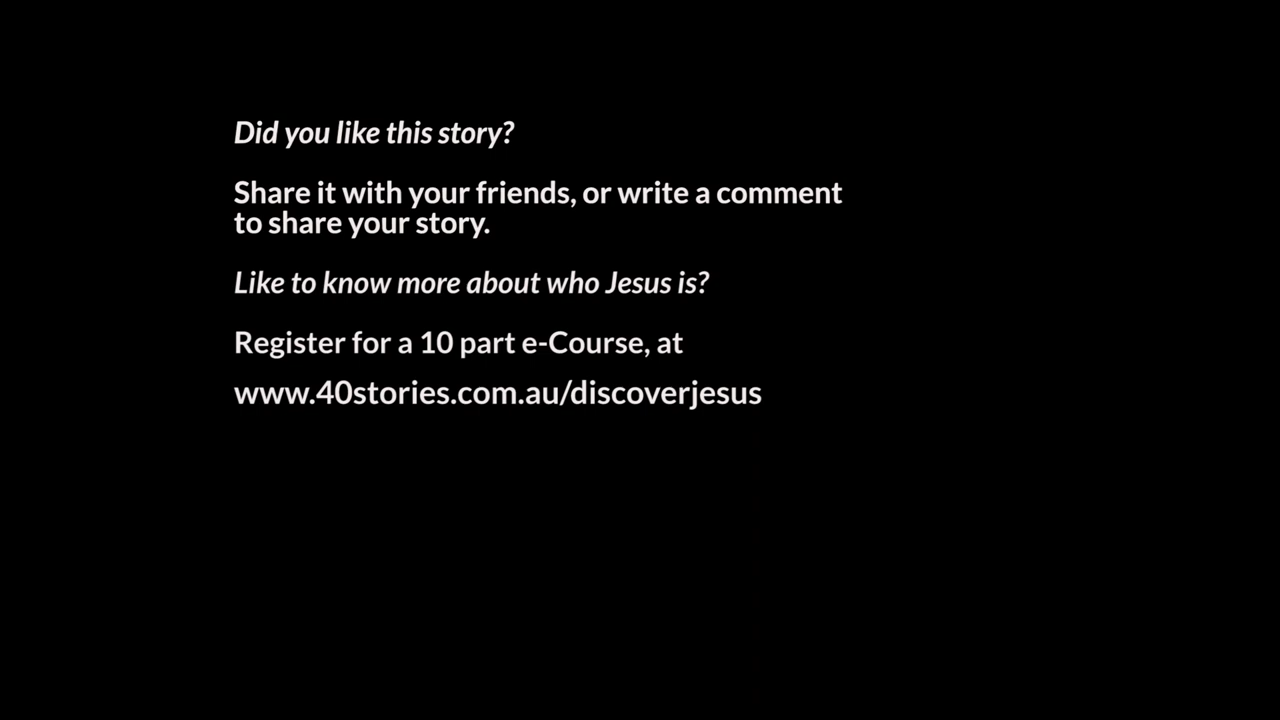 Did you like this story?
Share it with your friends, or write a comment
to share your story.
Like to know more about who Jesus is?
Register for a 10 part e-Course, at
www.40stories.com.au/discoverjesus